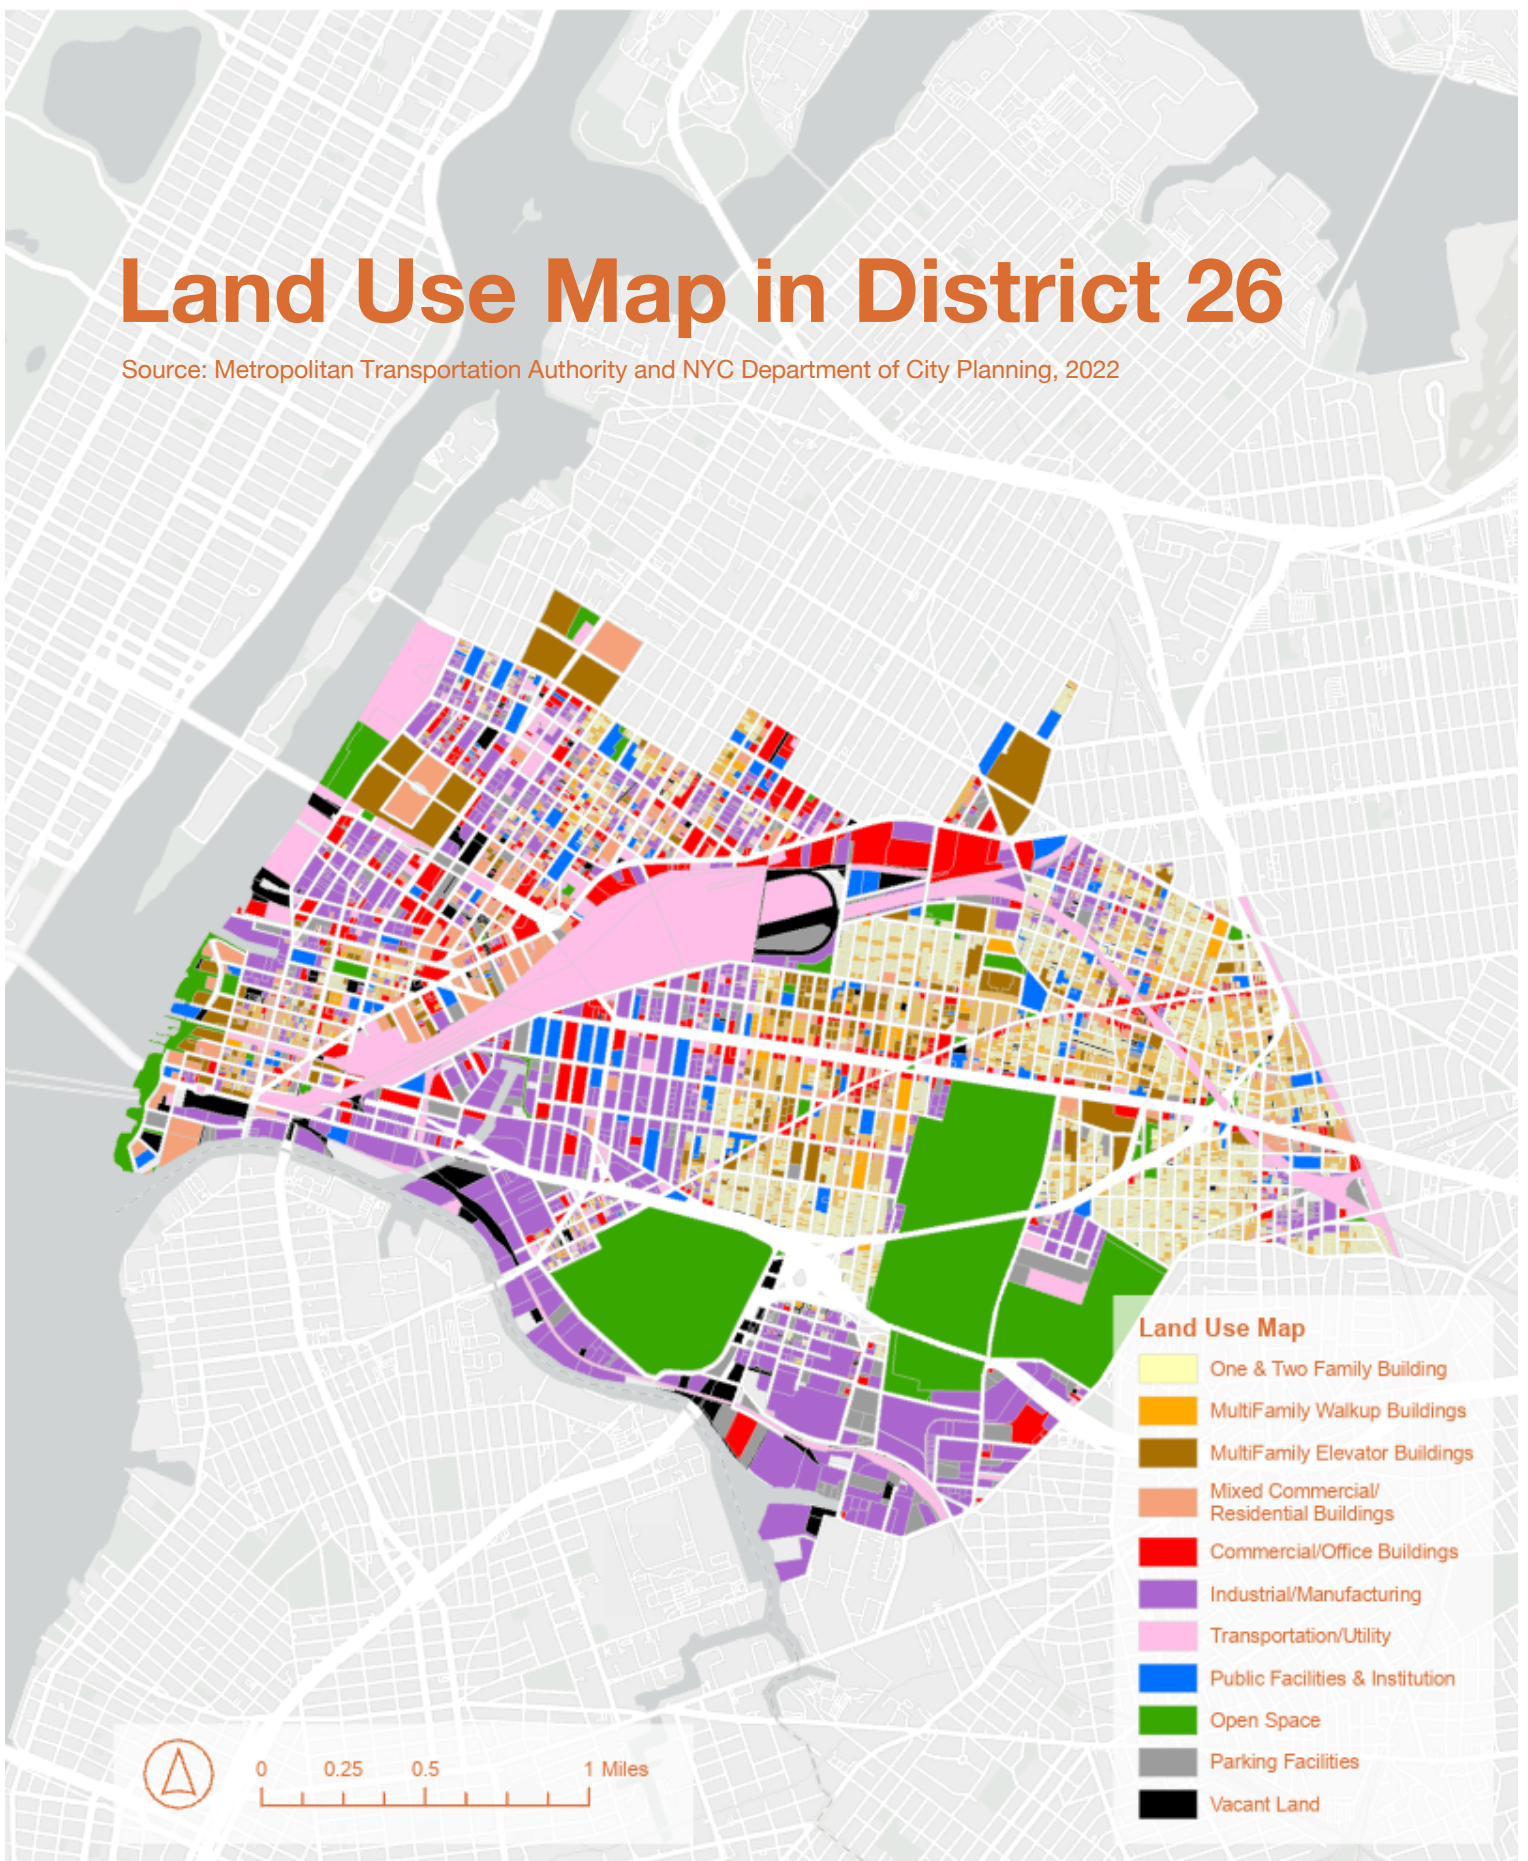 Land Use Map in District 26
Source: Metropolitan Transportation Authority and NYC Department of City Planning, 2022
Land Use Map
One & Two Family Building
MultiFamily Walkup Buildings
MultiFamily Elevator Buildings
Mixed Commercial/
Residential Buildings
Commercial/Office Buildings
Industrial/Manufacturing
Transportation/Utility
Public Facilities & Institution
Open Space
Parking Facilities
Vacant Land
0 0.25 0.5 1 Miles